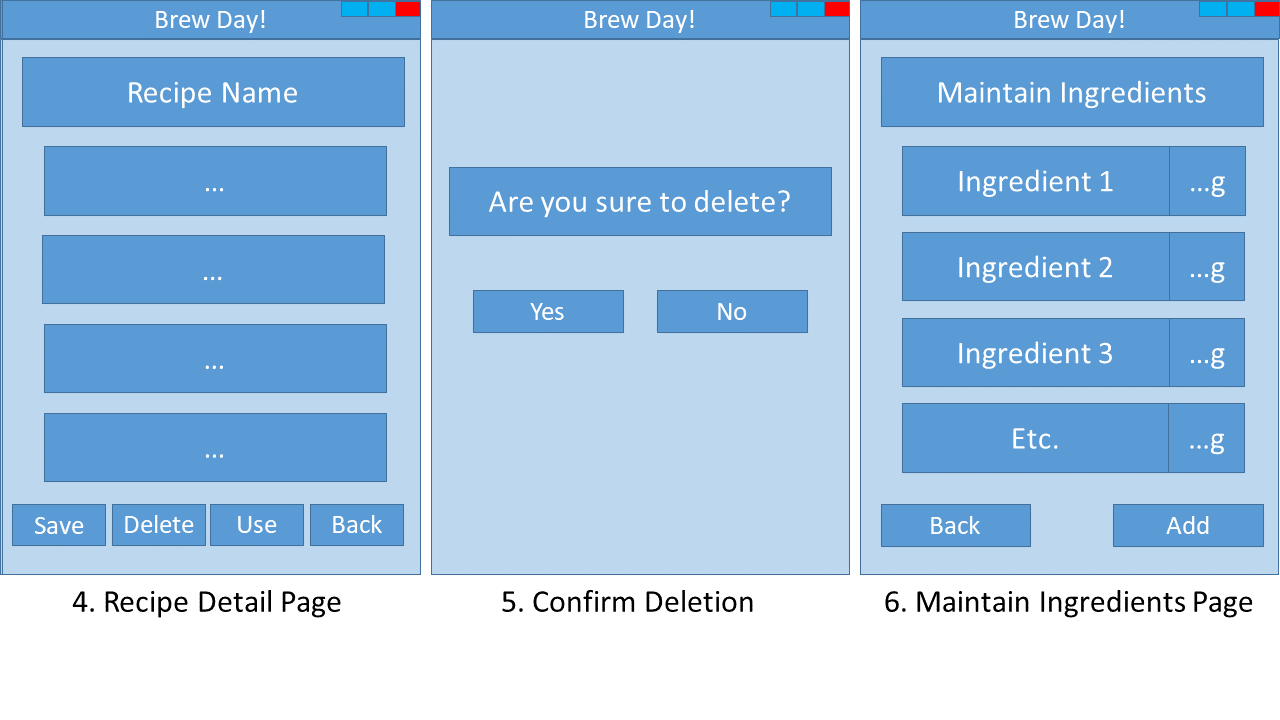 Brew Day!
Recipe Name
...
...
...
...
Save
Delete
Use
Back
4. Recipe Detail Page
Brew Day!
Are you sure to delete?
Yes
No
5. Confirm Deletion
Brew Day!
Maintain Ingredients
Ingredient 1 ...g
Ingredient 2 ...g
Ingredient 3 ...g
Etc. ...g
Back
Add
6. Maintain Ingredients Page